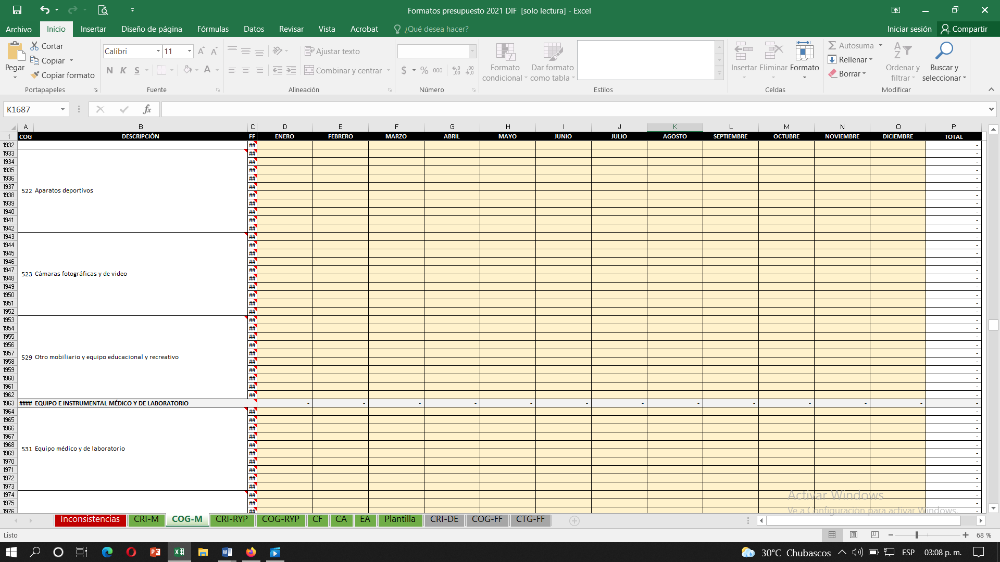 Formatos presupuesto 2021 DIF  [solo lectura] - Excel
Archivo Inicio Insertar Diseño de página Fórmulas Datos Revisar Vista Acrobat ¿Qué desea hacer? Iniciar sesión Compartir
Pegar Cortar Copiar Copiar formato Portapapeles
Calibri 11 N K S A Fuente
Ajustar texto Combinar y centrar Alineación
$ % 000 Número
Formato condicional Dar formato como tabla Estilos
Insertar Eliminar Formato Celdas
Autosuma Rellenar Borrar Ordenar y filtrar Buscar y seleccionar Modificar
K1687 fx
A B C D E F G H I J K L M N O P
1 COG DESCRIPCIÓN FF ENERO FEBRERO MARZO ABRIL MAYO JUNIO JULIO AGOSTO SEPTIEMBRE OCTUBRE NOVIEMBRE DICIEMBRE TOTAL
1932 ## -
1933 ## -
1934 ## -
1935 ## -
1936 ## -
1937 ## -
522 Aparatos deportivos
1938 ## -
1939 ## -
1940 ## -
1941 ## -
1942 ## -
1943 ## -
1944 ## -
1945 ## -
1946 ## -
1947 ## -
523 Cámaras fotográficas y de video
1948 ## -
1949 ## -
1950 ## -
1951 ## -
1952 ## -
1953 ## -
1954 ## -
1955 ## -
1956 ## -
1957 ## -
529 Otro mobiliario y equipo educacional y recreativo
1958 ## -
1959 ## -
1960 ## -
1961 ## -
1962 ## -
1963 #### EQUIPO E INSTRUMENTAL MÉDICO Y DE LABORATORIO - - - - - - - - - - - - -
1964 ## -
1965 ## -
1966 ## -
1967 ## -
1968 ## -
531 Equipo médico y de laboratorio
1969 ## -
1970 ## -
1971 ## -
1972 ## -
1973 ## -
1974 ## -
1975 ## -
1976 ## -
Activar Windows
Ve a Configuración para activar Windows.
Inconsistencias CRI-M COG-M CRI-RYP COG-RYP CF CA EA Plantilla CRI-DE COG-FF CTG-FF
Listo 68 %
30°C Chubascos ESP 03:08 p. m.